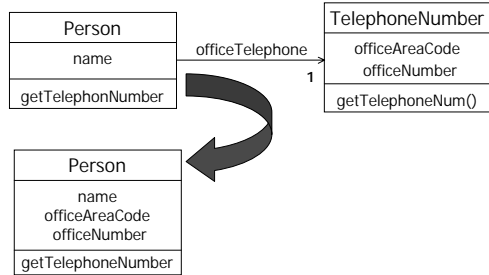 Person
name
getTelephonNumber
officeTelephone
1
TelephoneNumber
officeAreaCode
officeNumber
getTelephoneNum()
Person
name
officeAreaCode
officeNumber
getTelephoneNumber